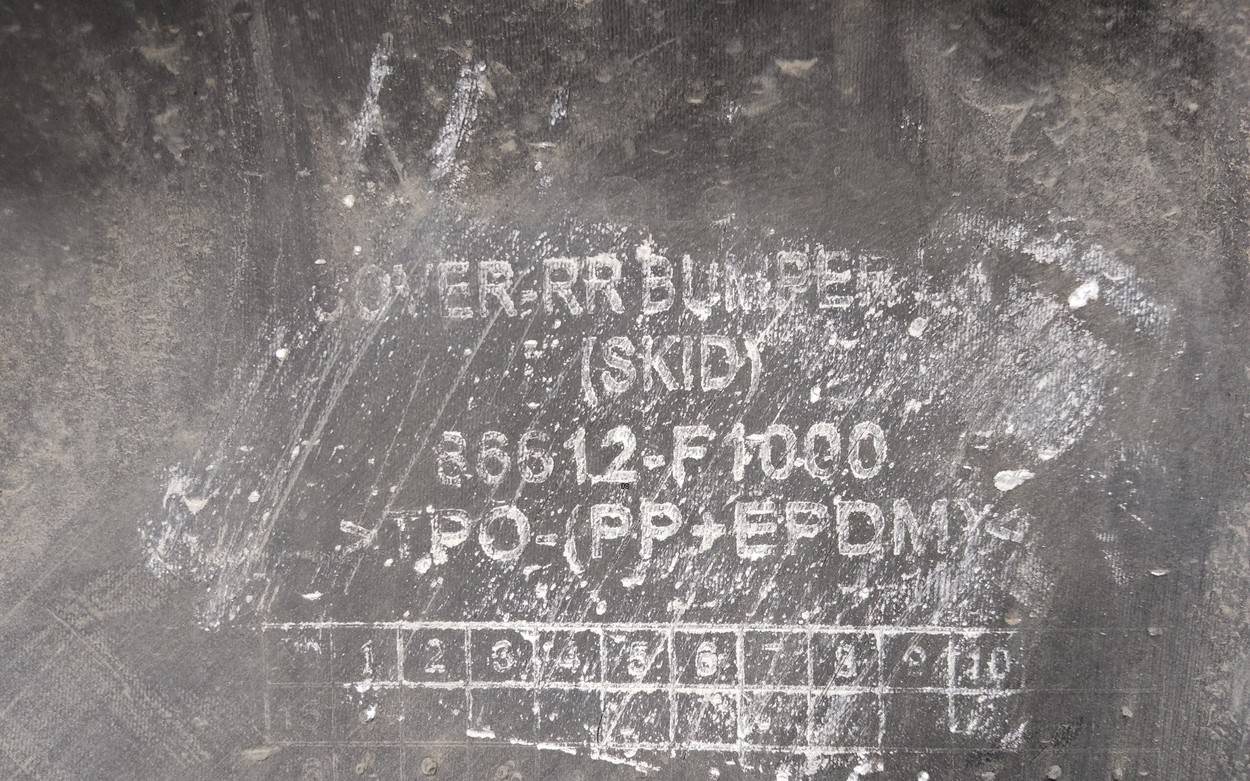 COVER-RR BUMPER
(SKID)
86612-F1000
>TPO-(PP+EPDM)<
1 2 3 4 5 6 7 8 9 10